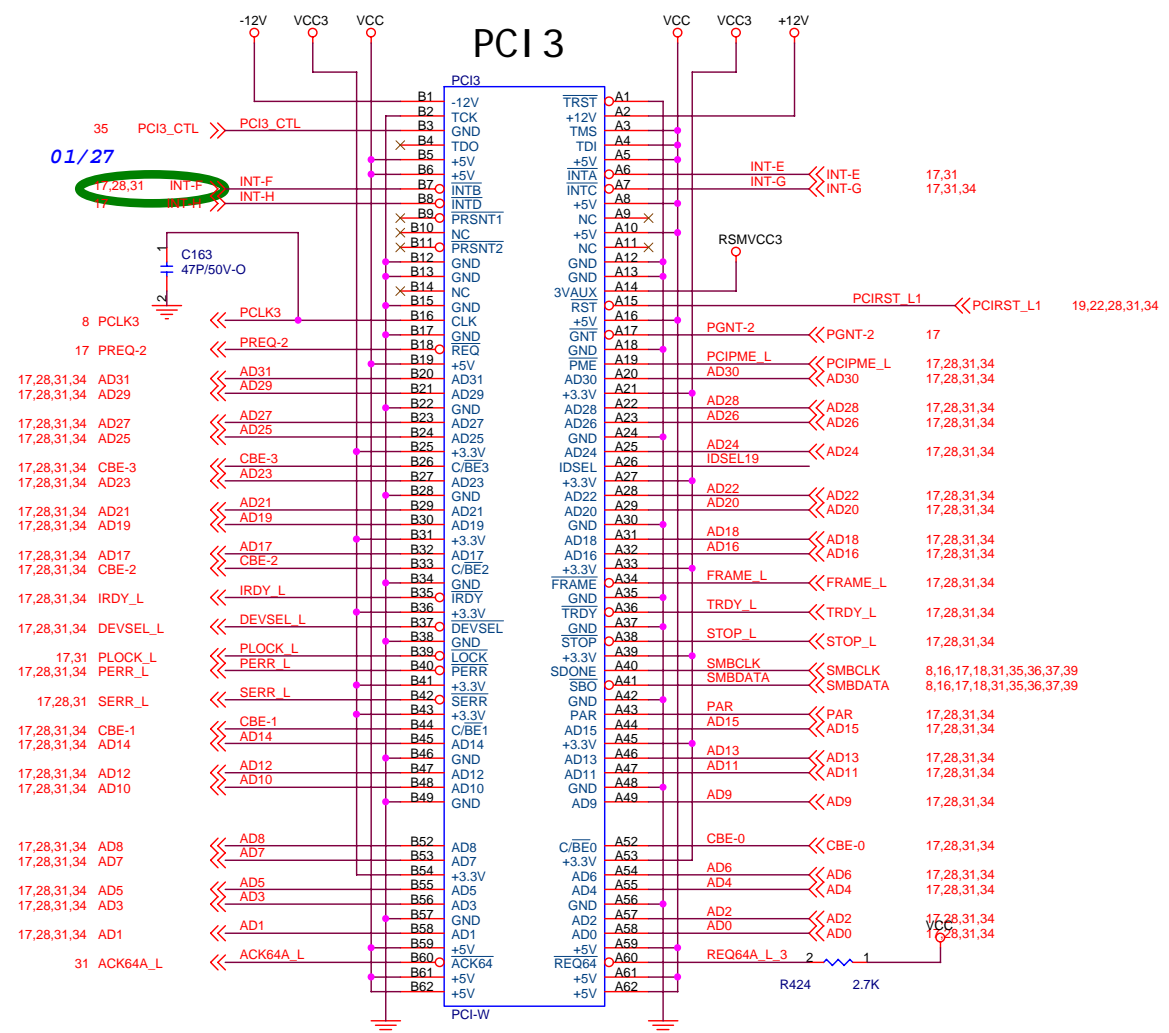 -12V VCC3 VCC VCC VCC3 +12V
PCI 3
PCI3
B1 -12V TRST A1
B2 TCK +12V A2
35 PCI3_CTL PCI3_CTL B3 GND TMS A3
B4 TDO TDI A4
01/27
B5 +5V +5V A5
B6 +5V INTA A6 INT-E INT-E 17,31
17,28,31 INT-F INT-F B7 INTB INTC A7 INT-G INT-G 17,31,34
17 INT-H INT-H B8 INTD +5V A8
B9 PRSNT1 NC A9
B10 NC +5V A10
B11 PRSNT2 NC A11
RSMVCC3
1 C163
47P/50V-O
2
B12 GND GND A12
B13 GND GND A13
B14 NC 3VAUX A14
B15 GND RST A15 PCIRST_L1 PCIRST_L1 19,22,28,31,34
8 PCLK3 PCLK3 B16 CLK +5V A16
B17 GND GNT A17 PGNT-2 PGNT-2 17
17 PREQ-2 PREQ-2 B18 REQ GND A18
B19 +5V PME A19 PCIPME_L PCIPME_L 17,28,31,34
17,28,31,34 AD31 AD31 B20 AD31 AD30 A20 AD30 AD30 17,28,31,34
17,28,31,34 AD29 AD29 B21 AD29 +3.3V A21
B22 GND AD28 A22 AD28 AD28 17,28,31,34
17,28,31,34 AD27 AD27 B23 AD27 AD26 A23 AD26 AD26 17,28,31,34
17,28,31,34 AD25 AD25 B24 AD25 GND A24
B25 +3.3V AD24 A25 AD24 AD24 17,28,31,34
17,28,31,34 CBE-3 CBE-3 B26 C/BE3 IDSEL A26 IDSEL19
17,28,31,34 AD23 AD23 B27 AD23 +3.3V A27
B28 GND AD22 A28 AD22 AD22 17,28,31,34
17,28,31,34 AD21 AD21 B29 AD21 AD20 A29 AD20 AD20 17,28,31,34
17,28,31,34 AD19 AD19 B30 AD19 GND A30
B31 +3.3V AD18 A31 AD18 AD18 17,28,31,34
17,28,31,34 AD17 AD17 B32 AD17 AD16 A32 AD16 AD16 17,28,31,34
17,28,31,34 CBE-2 CBE-2 B33 C/BE2 +3.3V A33
B34 GND FRAME A34 FRAME_L FRAME_L 17,28,31,34
17,28,31,34 IRDY_L IRDY_L B35 IRDY GND A35
B36 +3.3V TRDY A36 TRDY_L TRDY_L 17,28,31,34
17,28,31,34 DEVSEL_L DEVSEL_L B37 DEVSEL GND A37
B38 GND STOP A38 STOP_L STOP_L 17,28,31,34
17,31 PLOCK_L PLOCK_L B39 LOCK +3.3V A39
17,28,31,34 PERR_L PERR_L B40 PERR SDONE A40 SMBCLK SMBCLK 8,16,17,18,31,35,36,37,39
B41 +3.3V SBO A41 SMBDATA SMBDATA 8,16,17,18,31,35,36,37,39
17,28,31 SERR_L SERR_L B42 SERR GND A42
B43 +3.3V PAR A43 PAR PAR 17,28,31,34
17,28,31,34 CBE-1 CBE-1 B44 C/BE1 AD15 A44 AD15 AD15 17,28,31,34
17,28,31,34 AD14 AD14 B45 AD14 +3.3V A45
B46 GND AD13 A46 AD13 AD13 17,28,31,34
17,28,31,34 AD12 AD12 B47 AD12 AD11 A47 AD11 AD11 17,28,31,34
17,28,31,34 AD10 AD10 B48 AD10 GND A48
B49 GND AD9 A49 AD9 AD9 17,28,31,34
17,28,31,34 AD8 AD8 B52 AD8 C/BE0 A52 CBE-0 CBE-0 17,28,31,34
17,28,31,34 AD7 AD7 B53 AD7 +3.3V A53
B54 +3.3V AD6 A54 AD6 AD6 17,28,31,34
17,28,31,34 AD5 AD5 B55 AD5 AD4 A55 AD4 AD4 17,28,31,34
17,28,31,34 AD3 AD3 B56 AD3 GND A56
B57 GND AD2 A57 AD2 AD2 17,28,31,34
VCC
17,28,31,34 AD1 AD1 B58 AD1 AD0 A58 AD0 AD0 17,28,31,34
B59 +5V +5V A59
31 ACK64A_L ACK64A_L B60 ACK64 REQ64 A60 REQ64A_L_3 2 1
B61 +5V +5V A61
R424 2.7K
B62 +5V +5V A62
PCI-W